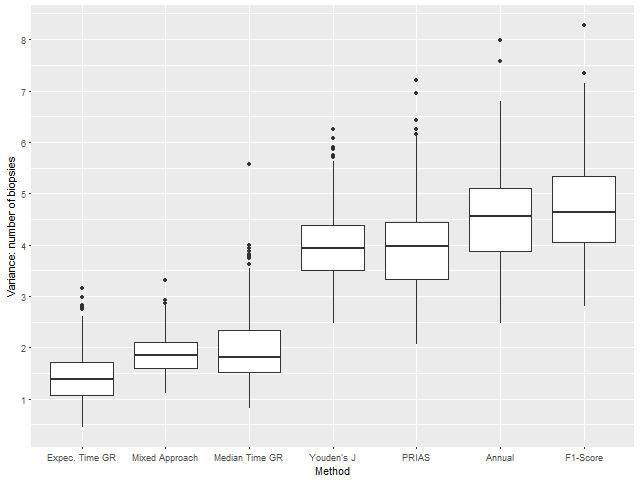 Variance: number of biopsies
8
7
6
5
4
3
2
1
Expec. Time GR Mixed Approach Median Time GR Youden's J PRIAS Annual F1-Score
Method